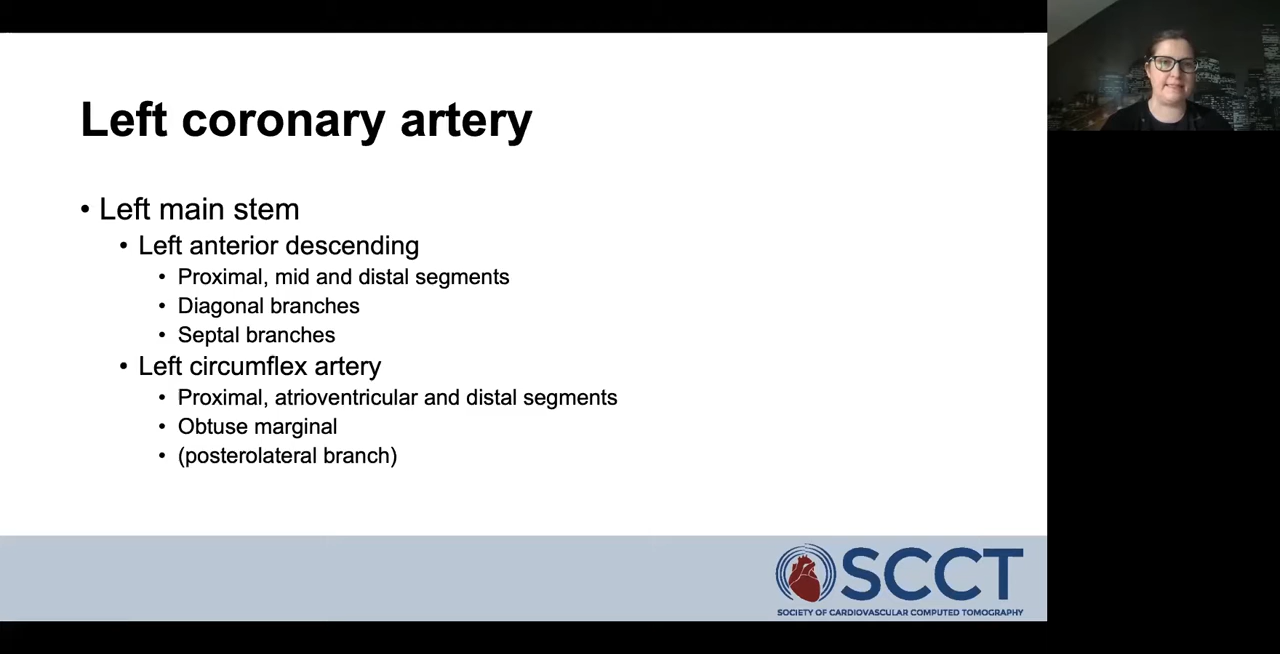 Left coronary artery
• Left main stem
• Left anterior descending
• Proximal, mid and distal segments
• Diagonal branches
• Septal branches
• Left circumflex artery
• Proximal, atrioventricular and distal segments
• Obtuse marginal
• (posterolateral branch)
SCCT
SOCIETY OF CARDIOVASCULAR COMPUTED TOMOGRAPHY